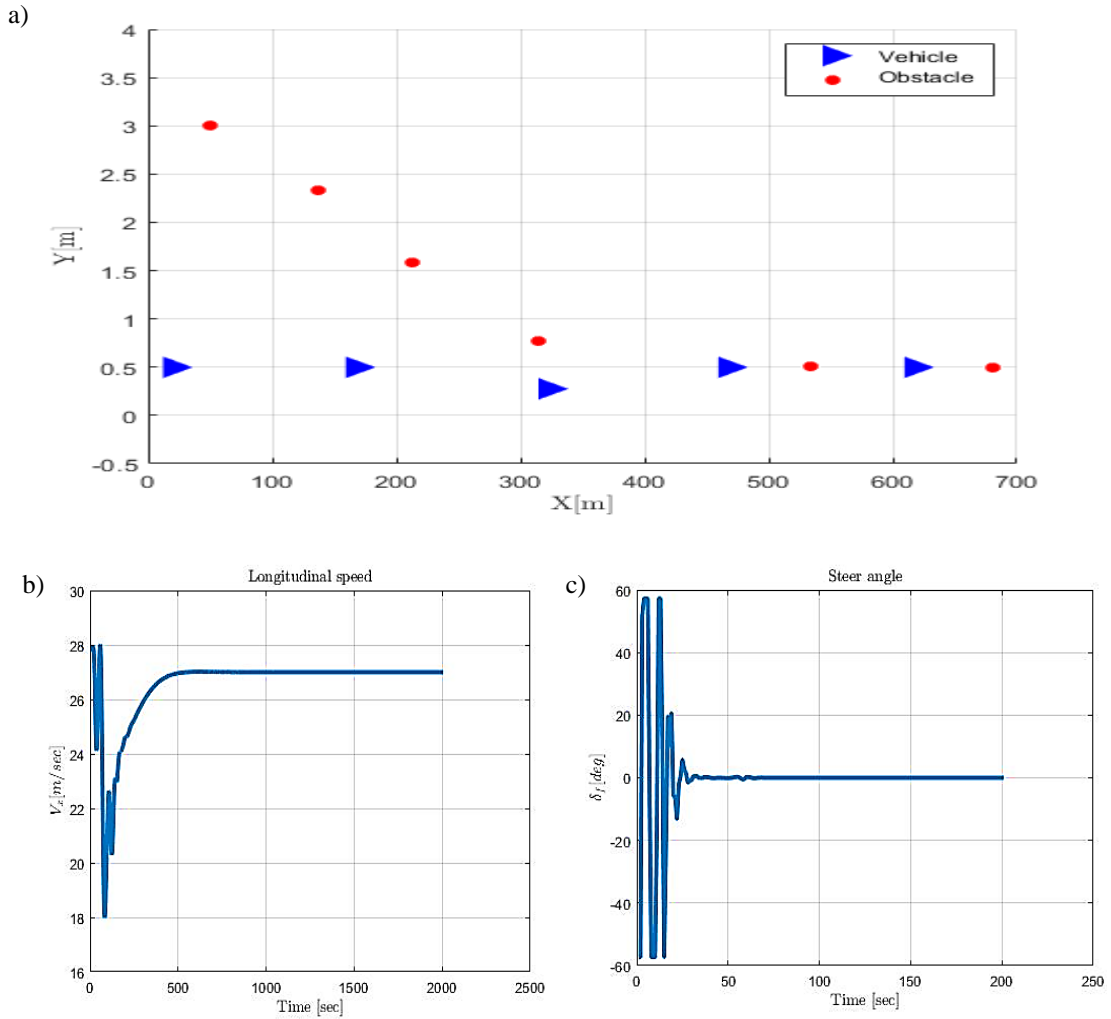 a)
4
3.5
3
2.5
2
1.5
1
0.5
0
-0.5
Y[m]
Vehicle
Obstacle
0 100 200 300 400 500 600 700
X[m]
b)
Longitudinal speed
30
28
26
24
22
20
18
16
Vx[m/sec]
0 500 1000 1500 2000 2500
Time [sec]
c)
Steer angle
60
40
20
0
-20
-40
-60
δf[deg]
0 50 100 150 200 250
Time [sec]